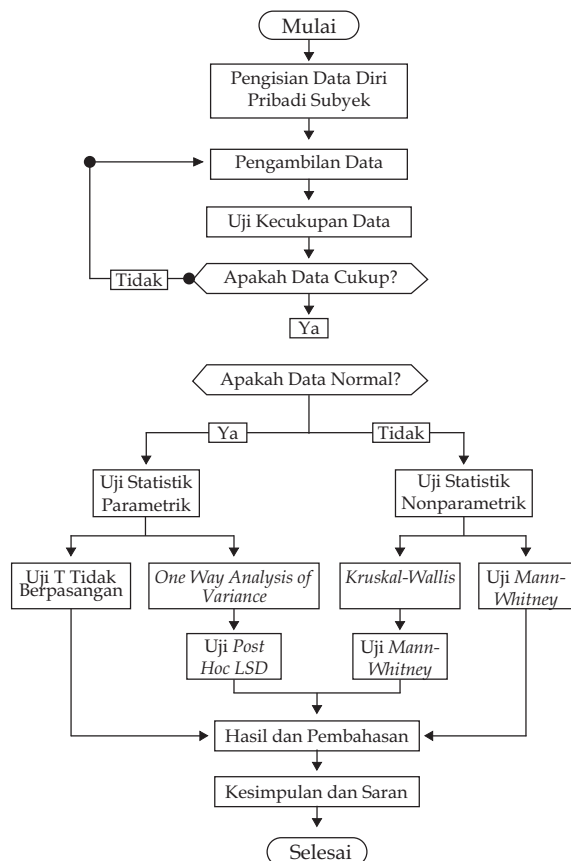 Mulai
Pengisian Data Diri
Pribadi Subyek
Pengambilan Data
Uji Kecukupan Data
Tidak
Apakah Data Cukup?
Ya
Apakah Data Normal?
Ya
Tidak
Uji Statistik
Parametrik
Uji Statistik
Nonparametrik
Uji T Tidak
Berpasangan
One Way Analysis of
Variance
Kruskal-Wallis
Uji Mann-
Whitney
Uji Post
Hoc LSD
Uji Mann-
Whitney
Hasil dan Pembahasan
Kesimpulan dan Saran
Selesai